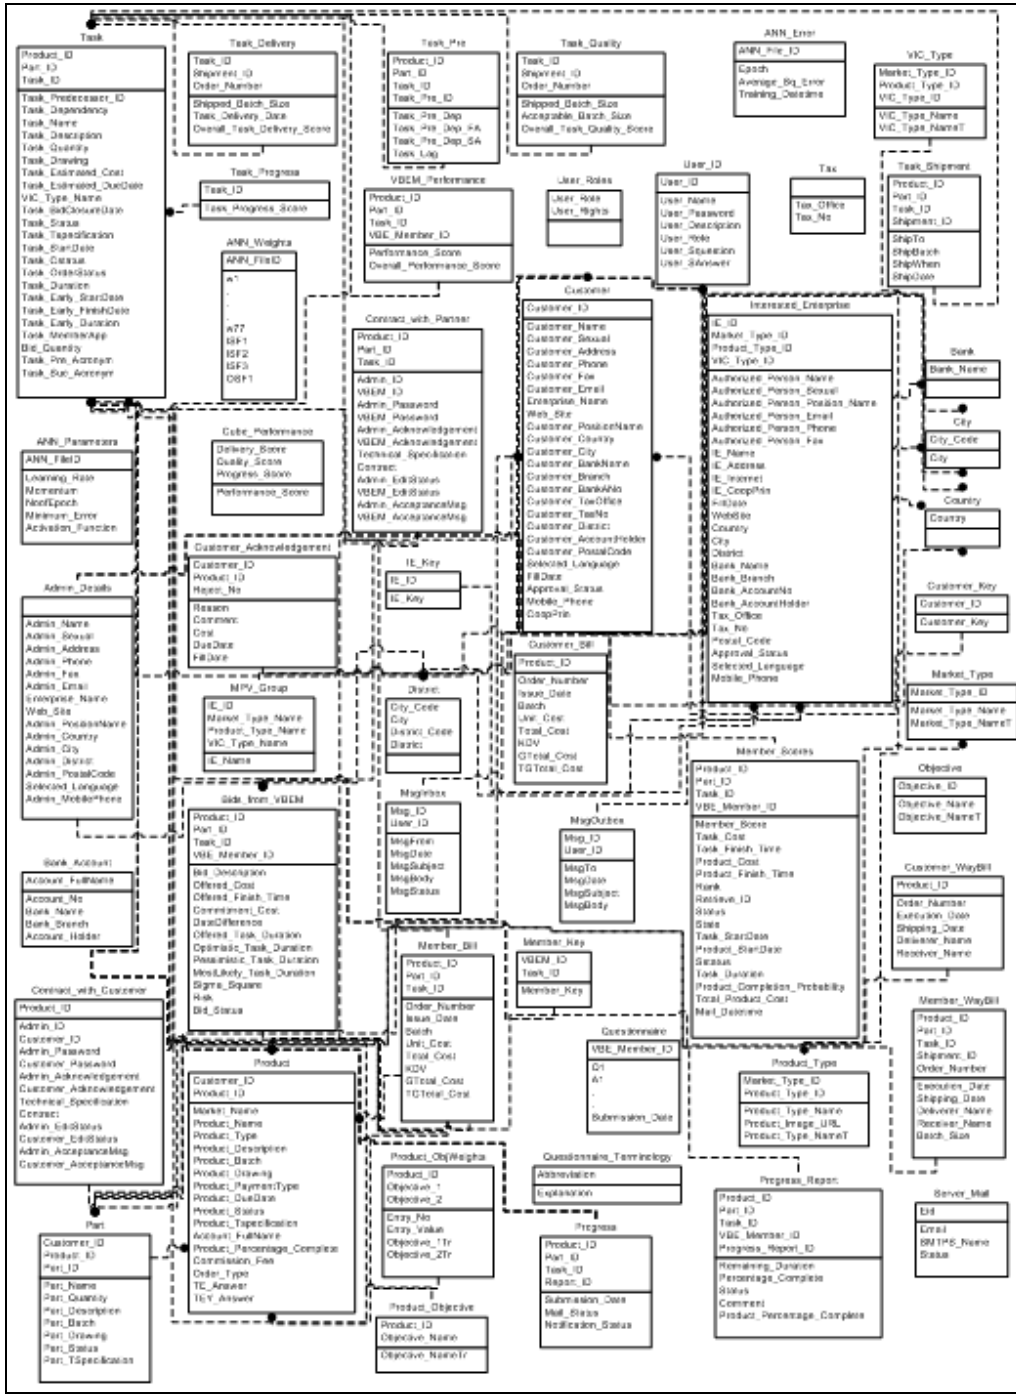 Task
Product_ID
Part_ID
Task_ID
Task_Predecessor_ID
Task_Dependency
Task_Name
Task_Description
Task_Quantity
Task_Drawing
Task_Estimated_Cost
Task_Estimated_DueDate
VIC_Type_Name
Task_BidClosureDate
Task_Status
Task_Tspecification
Task_StartDate
Task_OrderStatus
Task_Duration
Task_Early_StartDate
Task_Early_FinishDate
Task_Early_Duration
Task_MemberApp
Bid_Quantity
Task_Pre_Acronym
Task_Suc_Acronym
Task_Delivery
Task_ID
Shipment_ID
Order_Number
Shipped_Batch_Size
Task_Delivery_Date
Overall_Task_Delivery_Score
Task_Pre
Product_ID
Part_ID
Task_ID
Task_Pre_ID
Task_Pre_Dep
Task_Pre_Dep_FA
Task_Pre_Dep_SA
Task_Lag
Task_Quality
Task_ID
Shipment_ID
Order_Number
Shipped_Batch_Size
Acceptable_Batch_Size
Overall_Task_Quality_Score
ANN_Error
ANN_File_ID
Epoch
Average_Sq_Error
Training_Datetime
VIC_Type
Market_Type_ID
Product_Type_ID
VIC_Type_ID
VIC_Type_Name
VIC_Type_NameT
Task_Progress
Task_ID
Task_Progress_Score
VBEM_Performance
Product_ID
Part_ID
Task_ID
VBE_Member_ID
Performance_Score
Overall_Performance_Score
User_Roles
User_Role
User_Rights
User_ID
User_ID
User_Name
User_Password
User_Description
User_Role
User_Squestion
User_SAnswer
Tax
Tax_Office
Tax_No
Task_Shipment
Product_ID
Part_ID
Task_ID
Shipment_ID
ShipTo
ShipBatch
ShipWhen
ShipDate
ANN_Weights
ANN_FileID
w1
.
.
.
w77
ISF1
ISF2
ISF3
OSF1
Contract_with_Partner
Product_ID
Part_ID
Task_ID
Admin_ID
VBEM_ID
Admin_Password
VBEM_Password
Admin_Acknowledgement
VBEM_Acknowledgement
Technical_Specification
Contract
Admin_EditStatus
VBEM_EditStatus
Admin_AcceptanceMsg
VBEM_AcceptanceMsg
Customer
Customer_ID
Customer_Name
Customer_Sexual
Customer_Address
Customer_Phone
Customer_Fax
Customer_Email
Enterprise_Name
Web_Site
Customer_PositionName
Customer_Country
Customer_City
Customer_BankName
Customer_Branch
Customer_BankANo
Customer_TaxOffice
Customer_TaxNo
Customer_District
Customer_AccountHolder
Customer_PostalCode
Selected_Language
FillDate
Approval_Status
Mobile_Phone
CoopPrin
Interested_Enterprise
IE_ID
Market_Type_ID
Product_Type_ID
VIC_Type_ID
Authorized_Person_Name
Authorized_Person_Sexual
Authorized_Person_Position_Name
Authorized_Person_Email
Authorized_Person_Phone
Authorized_Person_Fax
IE_Name
IE_Address
IE_Internet
IE_CoopPrin
FillDate
WebSite
Country
City
District
Bank_Name
Bank_Branch
Bank_AccountNo
Bank_AccountHolder
Tax_Office
Tax_No
Postal_Code
Approval_Status
Selected_Language
Mobile_Phone
Bank
Bank_Name
City
City_Code
City
Country
Country
Customer_Key
Customer_ID
Customer_Key
Market_Type
Market_Type_ID
Market_Type_Name
Market_Type_NameT
ANN_Parameters
ANN_FileID
Learning_Rate
Momentum
NoofEpoch
Minimum_Error
Activation_Function
Cube_Performance
Delivery_Score
Quality_Score
Progress_Score
Performance_Score
Customer_Acknowledgement
Customer_ID
Product_ID
Reject_No
Reason
Comment
Cost
DueDate
FillDate
IE_Key
IE_ID
IE_Key
Admin_Details
Admin_Name
Admin_Sexual
Admin_Address
Admin_Phone
Admin_Fax
Admin_Email
Enterprise_Name
Web_Site
Admin_PositionName
Admin_Country
Admin_City
Admin_District
Admin_PostalCode
Selected_Language
Admin_MobilePhone
MPV_Group
IE_ID
Market_Type_Name
Product_Type_Name
VIC_Type_Name
IE_Name
District
City_Code
City
District_Code
District
Customer_Bill
Product_ID
Order_Number
Issue_Date
Batch
Unit_Cost
Total_Cost
KDV
GTotal_Cost
TGTotal_Cost
Member_Scores
Product_ID
Part_ID
Task_ID
VBE_Member_ID
Member_Score
Task_Cost
Task_Finish_Time
Product_Cost
Product_Finish_Time
Rank
Retrieve_ID
Status
State
Task_StartDate
Product_StartDate
Task_Duration
Product_Completion_Probability
Total_Product_Cost
Mail_Datetime
Objective
Objective_ID
Objective_Name
Objective_NameT
Bids_from_VBEM
Product_ID
Part_ID
Task_ID
VBE_Member_ID
Bid_Description
Offered_Cost
Offered_Finish_Time
Commitment_Cost
DateDifference
Offered_Task_Duration
Optimistic_Task_Duration
Pessimistic_Task_Duration
MostLikely_Task_Duration
Sigma_Square
Risk
Bid_Status
MsgInbox
Msg_ID
User_ID
MsgFrom
MsgDate
MsgSubject
MsgBody
MsgStatus
MsgOutbox
Msg_ID
User_ID
MsgTo
MsgDate
MsgSubject
MsgBody
Bank_Account
Account_FullName
Account_No
Bank_Name
Bank_Branch
Account_Holder
Customer_WayBill
Product_ID
Order_Number
Execution_Date
Shipping_Date
Deliverer_Name
Receiver_Name
Contract_with_Customer
Product_ID
Admin_ID
Customer_ID
Admin_Password
Customer_Password
Admin_Acknowledgement
Customer_Acknowledgement
Technical_Specification
Contract
Admin_EditStatus
Customer_EditStatus
Admin_AcceptanceMsg
Customer_AcceptanceMsg
Member_Bill
Product_ID
Part_ID
Task_ID
Order_Number
Issue_Date
Batch
Unit_Cost
Total_Cost
KDV
GTotal_Cost
TGTotal_Cost
Member_Key
VBEM_ID
Task_ID
Member_Key
Questionnaire
VBE_Member_ID
Q1
A1
.
.
Submission_Date
Member_WayBill
Product_ID
Part_ID
Task_ID
Shipment_ID
Order_Number
Execution_Date
Shipping_Date
Deliverer_Name
Receiver_Name
Batch_Size
Product
Customer_ID
Product_ID
Market_Name
Product_Name
Product_Type
Product_Description
Product_Batch
Product_Drawing
Product_PaymentType
Product_DueDate
Product_Status
Product_Tspecification
Account_FullName
Product_Percentage_Complete
Commission_Fee
Order_Type
TE_Answer
TEY_Answer
Product_Type
Market_Type_ID
Product_Type_ID
Product_Type_Name
Product_Image_URL
Product_Type_NameT
Product_ObjWeights
Product_ID
Objective_1
Objective_2
Entry_No
Entry_Value
Objective_1Tr
Objective_2Tr
Questionnaire_Terminology
Abbreviation
Explanation
Progress_Report
Product_ID
Part_ID
Task_ID
VBE_Member_ID
Progress_Report_ID
Remaining_Duration
Percentage_Complete
Status
Comment
Product_Percentage_Complete
Server_Mail
EId
Email
SMTPS_Name
Status
Part
Customer_ID
Product_ID
Part_ID
Part_Name
Part_Quantity
Part_Description
Part_Batch
Part_Drawing
Part_Status
Part_TSpecification
Progress
Product_ID
Part_ID
Task_ID
Report_ID
Submission_Date
Mail_Status
Notification_Status
Product_Objective
Product_ID
Objective_Name
Objective_NameTr